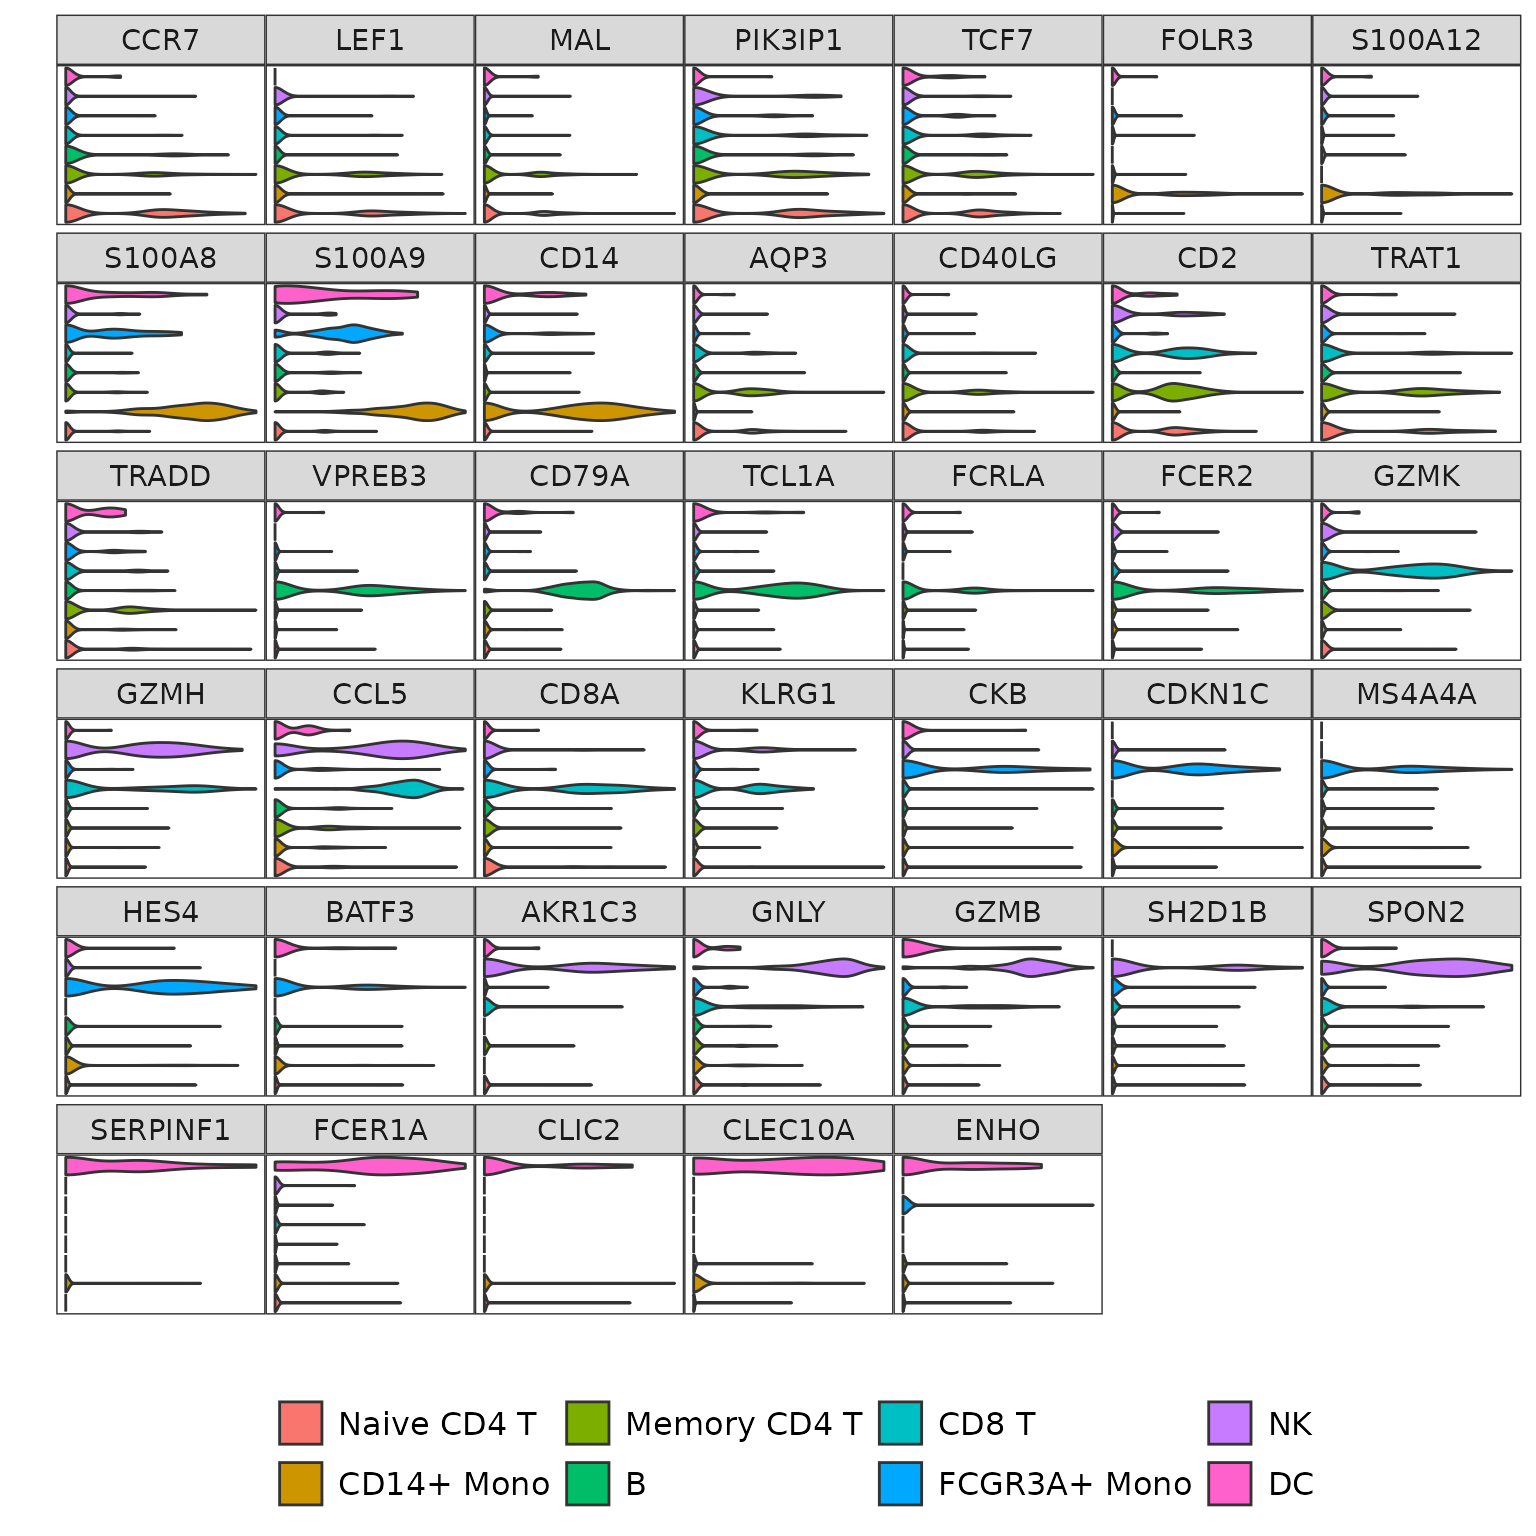 CCR7 LEF1 MAL PIK3IP1 TCF7 FOLR3 S100A12
S100A8 S100A9 CD14 AQP3 CD40LG CD2 TRAT1
TRADD VPREB3 CD79A TCL1A FCRLA FCER2 GZMK
GZMH CCL5 CD8A KLRG1 CKB CDKN1C MS4A4A
HES4 BATF3 AKR1C3 GNLY GZMB SH2D1B SPON2
SERPINF1 FCER1A CLIC2 CLEC10A ENHO
Naive CD4 T Memory CD4 T CD8 T NK
CD14+ Mono B FCGR3A+ Mono DC